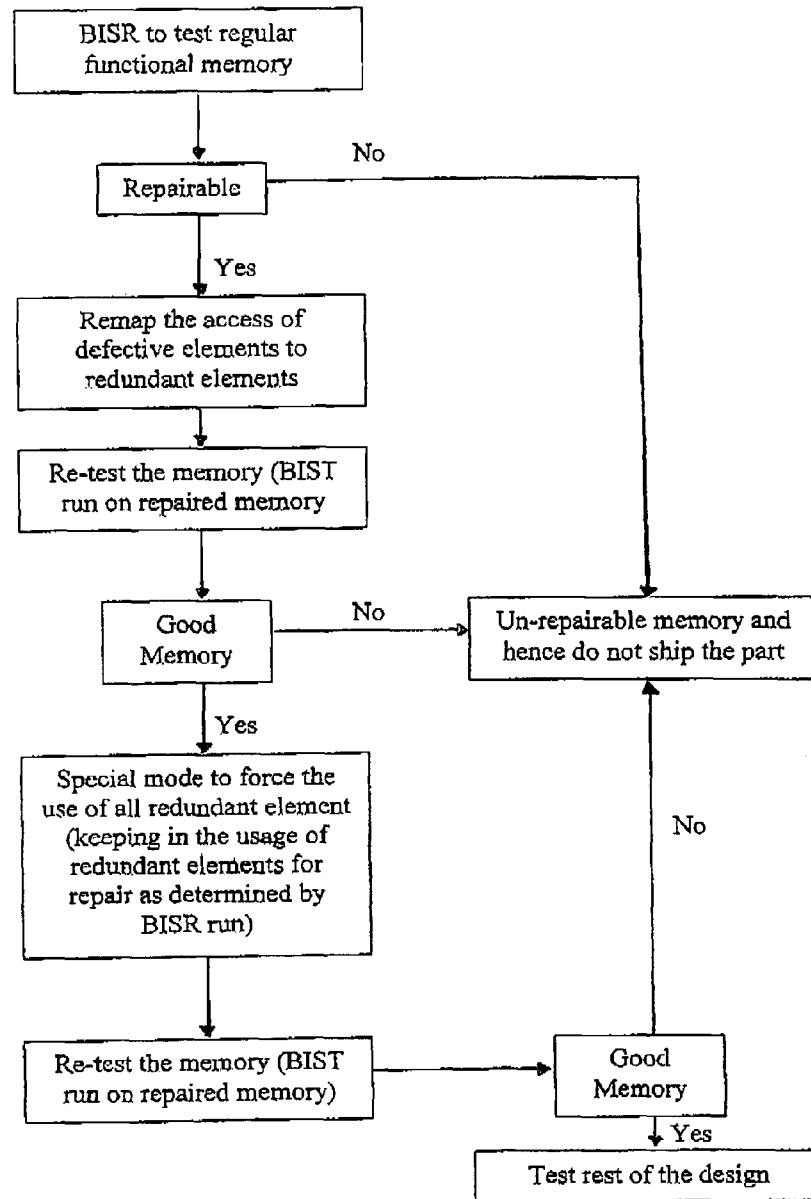 BISR to test regular
functional memory
No
Repairable
Yes
Remap the access of
defective elements to
redundant elements
Re-test the memory (BIST
run on repaired memory
Good
Memory
No
Un-repairable memory and
hence do not ship the part
Yes
Special mode to force the
use of all redundant element
(keeping in the usage of
redundant elements for
repair as determined by
BISR run)
No
Re-test the memory (BIST
run on repaired memory)
Good
Memory
Yes
Test rest of the design